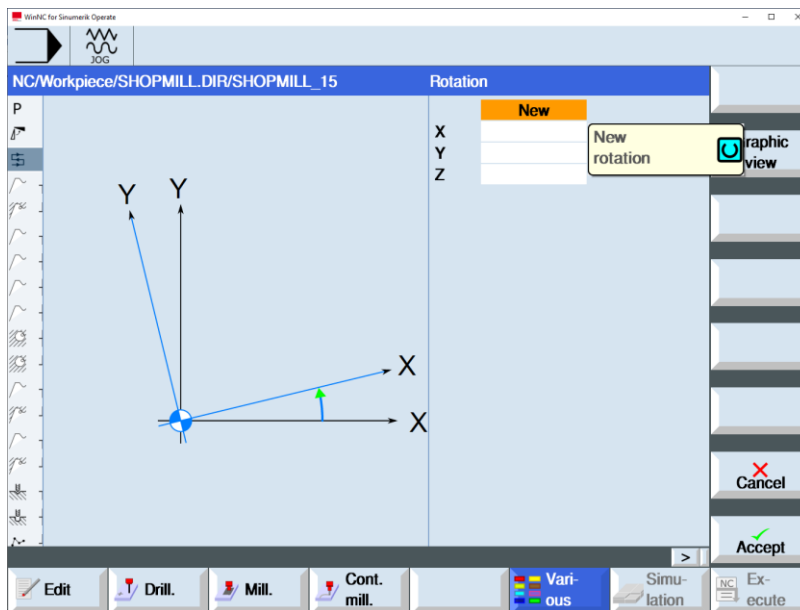 WinNC for Sinumerik Operate
JOG
NC/Workpiece/SHOPMILL.DIR/SHOPMILL_15
Rotation
P
New
X
Y
Z
New
rotation
raphic
view
Y
Y
X
X
Cancel
Accept
>
Edit
Drill.
Mill.
Cont.
mill.
Vari-
ous
Simu-
lation
NC
Ex-
ecute